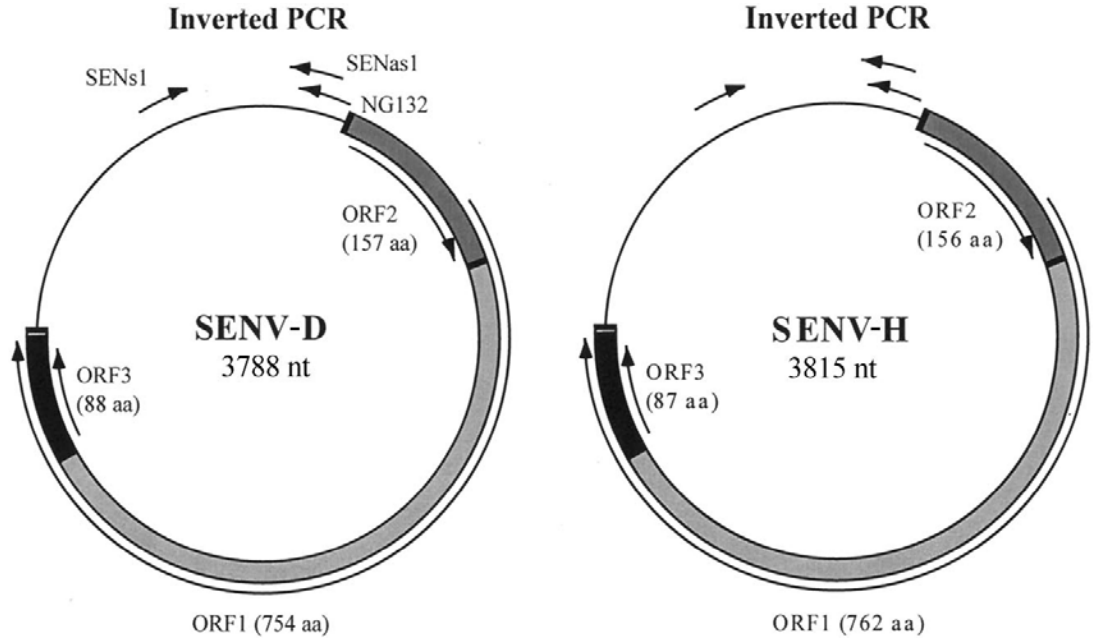 Inverted PCR
SENs1
SENas1
NG132
ORF2
(157 aa)
SENV-D
3788 nt
ORF3
(88 aa)
ORF1 (754 aa)
Inverted PCR
ORF2
(156 aa)
SENV-H
3815 nt
ORF3
(87 aa)
ORF1 (762 aa)